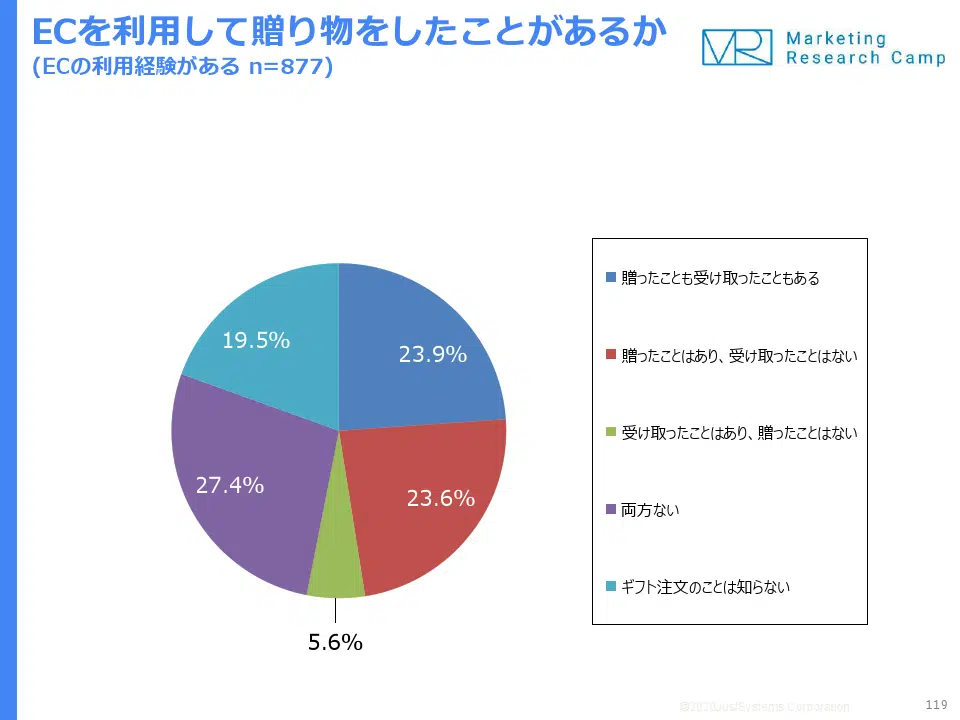 ECを利用して贈り物をしたことがあるか
(ECの利用経験がある n=877)
Marketing
Research Camp
19.5%
23.9%
27.4%
23.6%
5.6%
贈ったことも受け取ったこともある
贈ったことはあり、受け取ったことはない
受け取ったことはあり、贈ったことはない
両方ない
ギフト注文のことは知らない
119